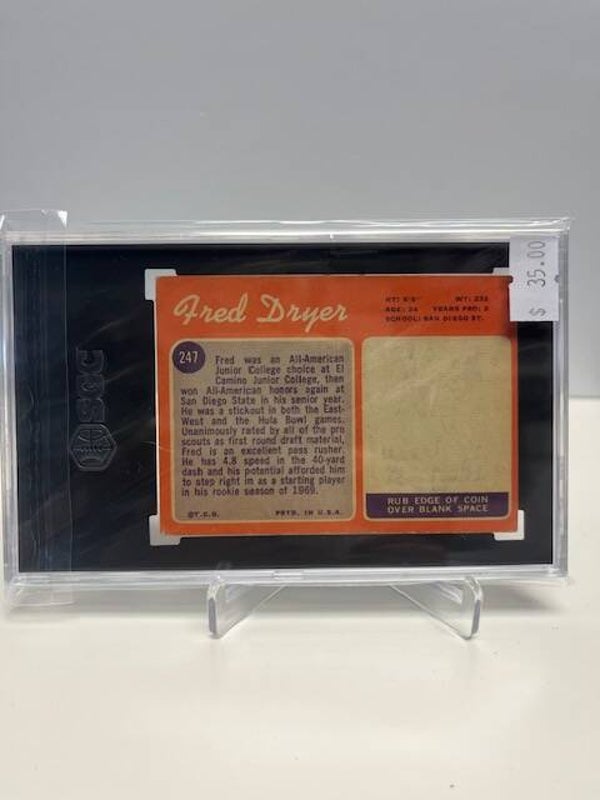 $ 35.00
SGC
Fred Dryer
HT: 6'6" WT: 232
AGE: 24 YEARS PRO: 2
SCHOOL: SAN DIEGO ST.
247
Fred was an All-American
Junior College choice at El
Camino Junior College, then
won All-American honors again at
San Diego State in his senior year.
He was a stickout in both the East-
West and the Hula Bowl games.
Unanimously rated by all of the pro
scouts as first round draft material,
Fred is an excellent pass rusher.
He has 4.8 speed in the 40-yard
dash and his potential afforded him
to step right in as a starting player
in his rookie season of 1969.
©T.C.G. PRTD. IN U.S.A.
RUB EDGE OF COIN
OVER BLANK SPACE